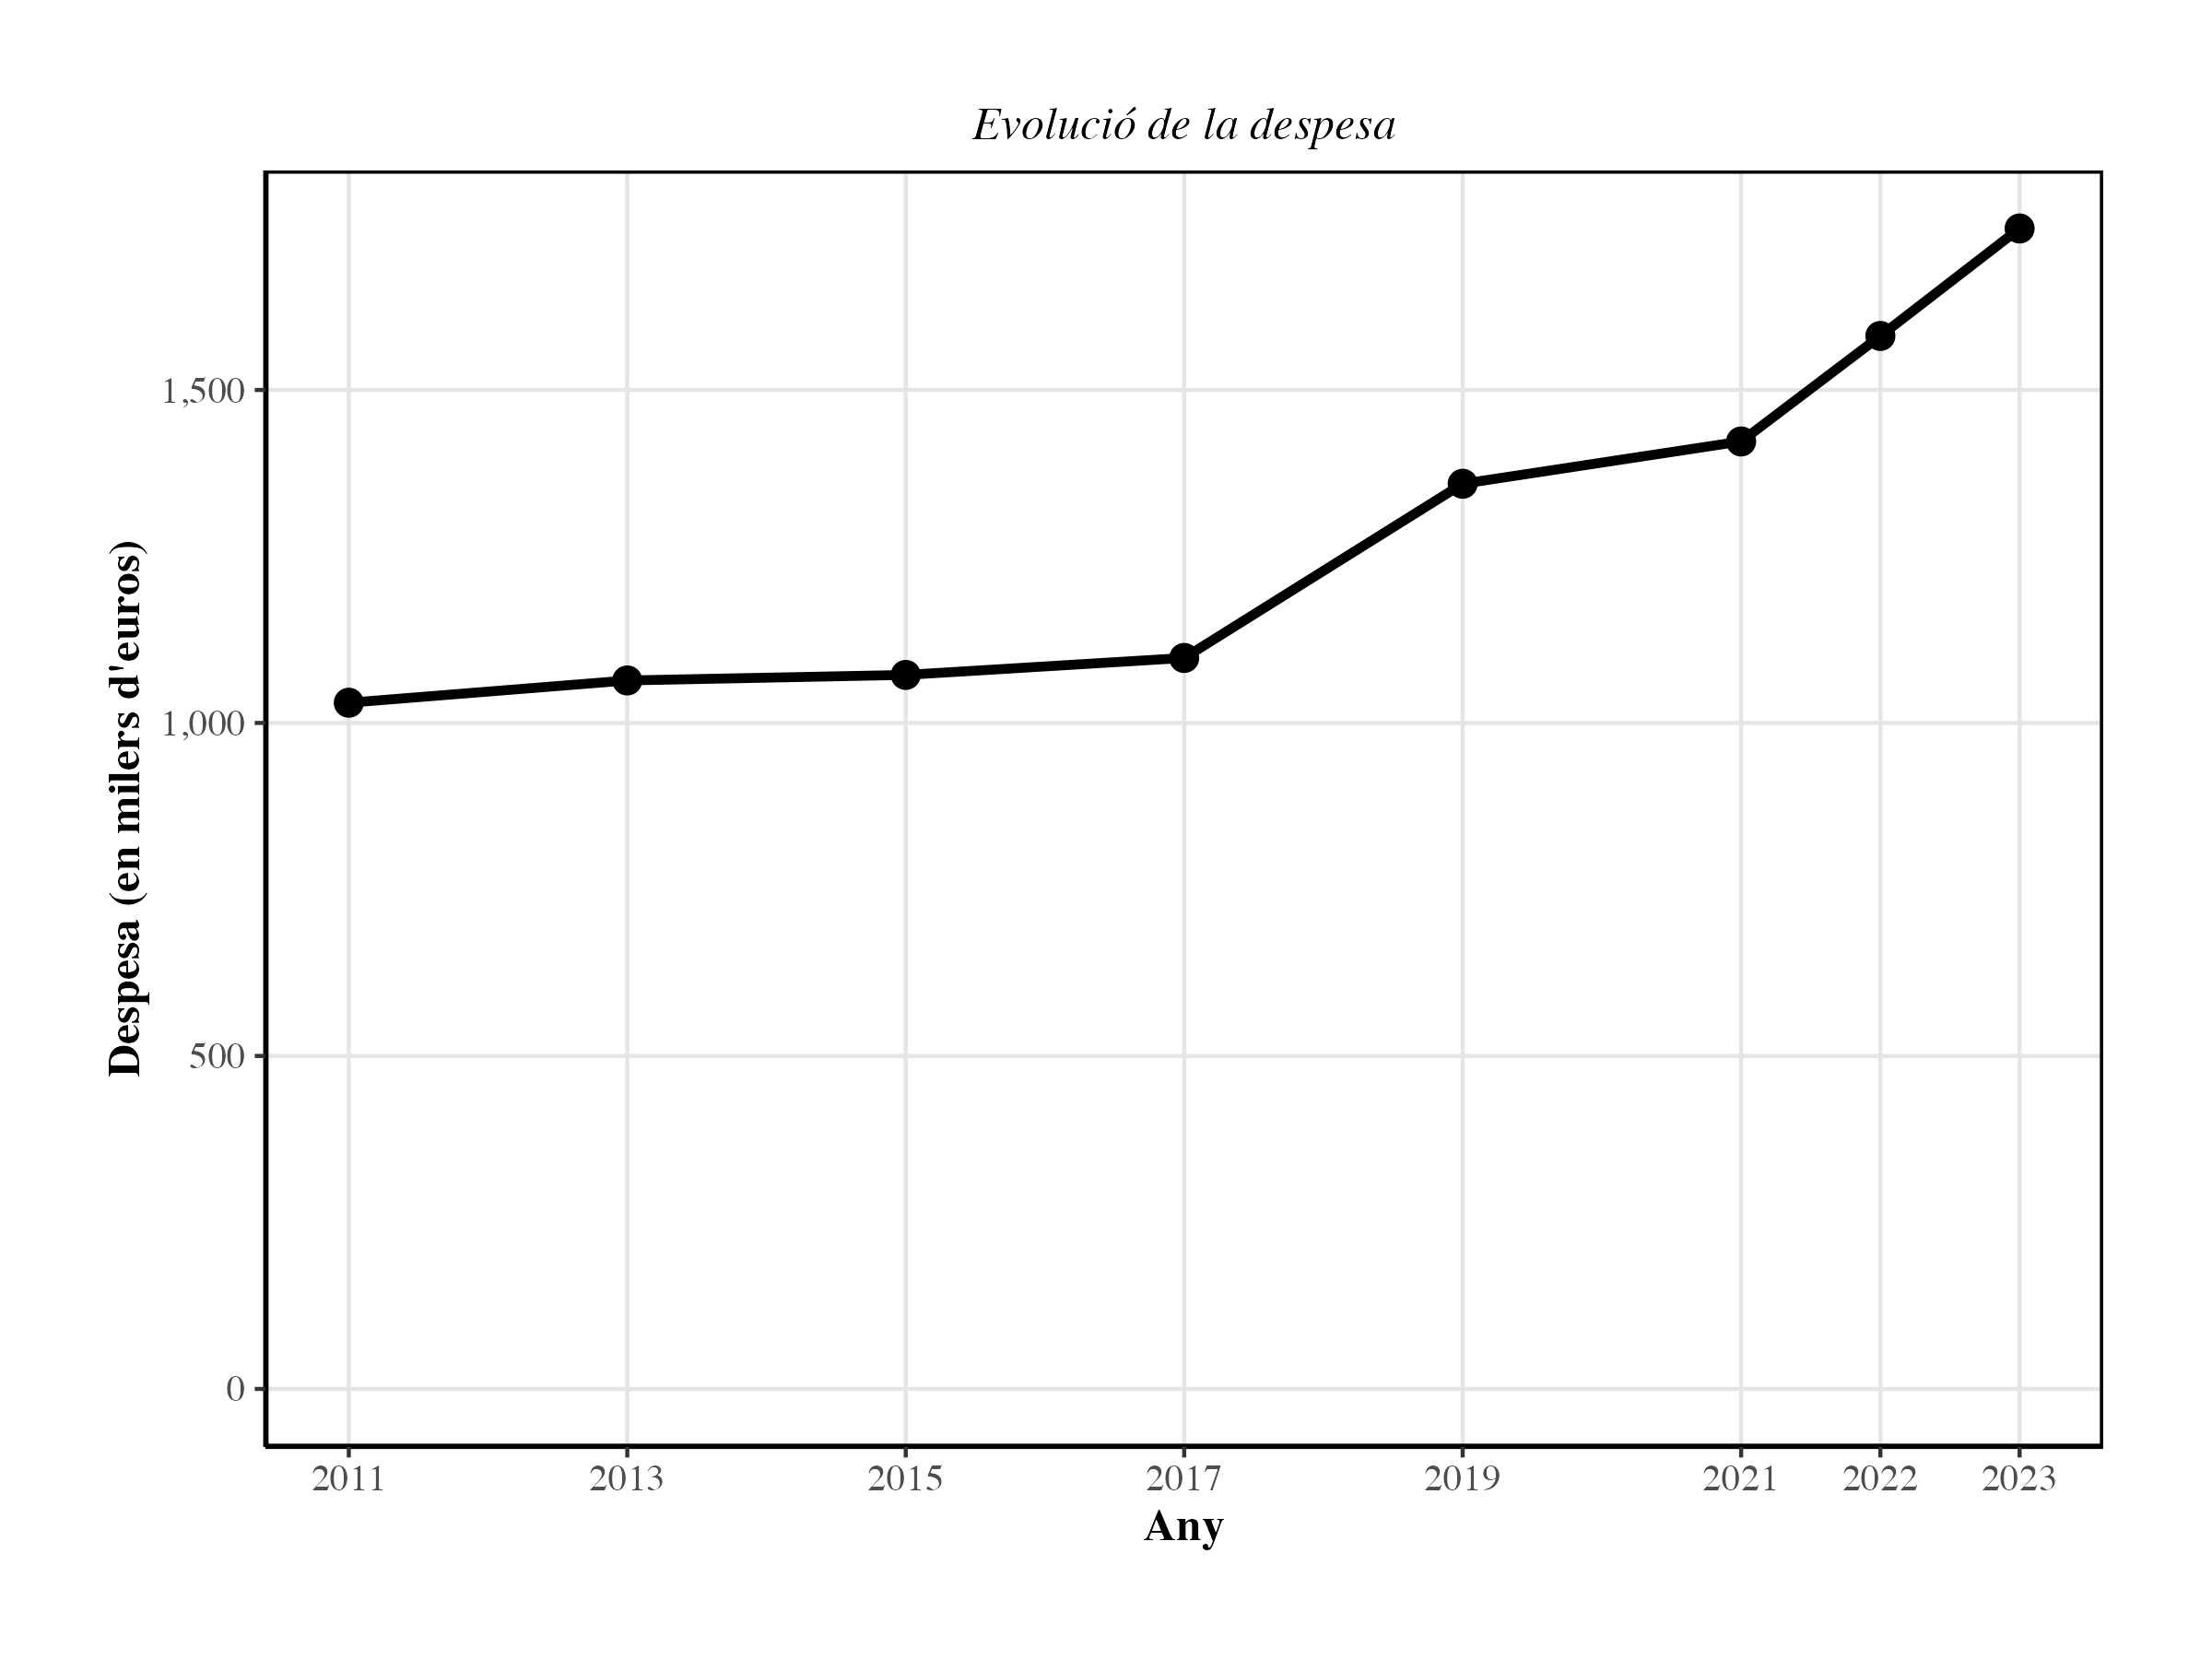 Evolució de la despesa
Despesa (en milers d'euros)
1,500
1,000
500
0
2011 2013 2015 2017 2019 2021 2022 2023
Any